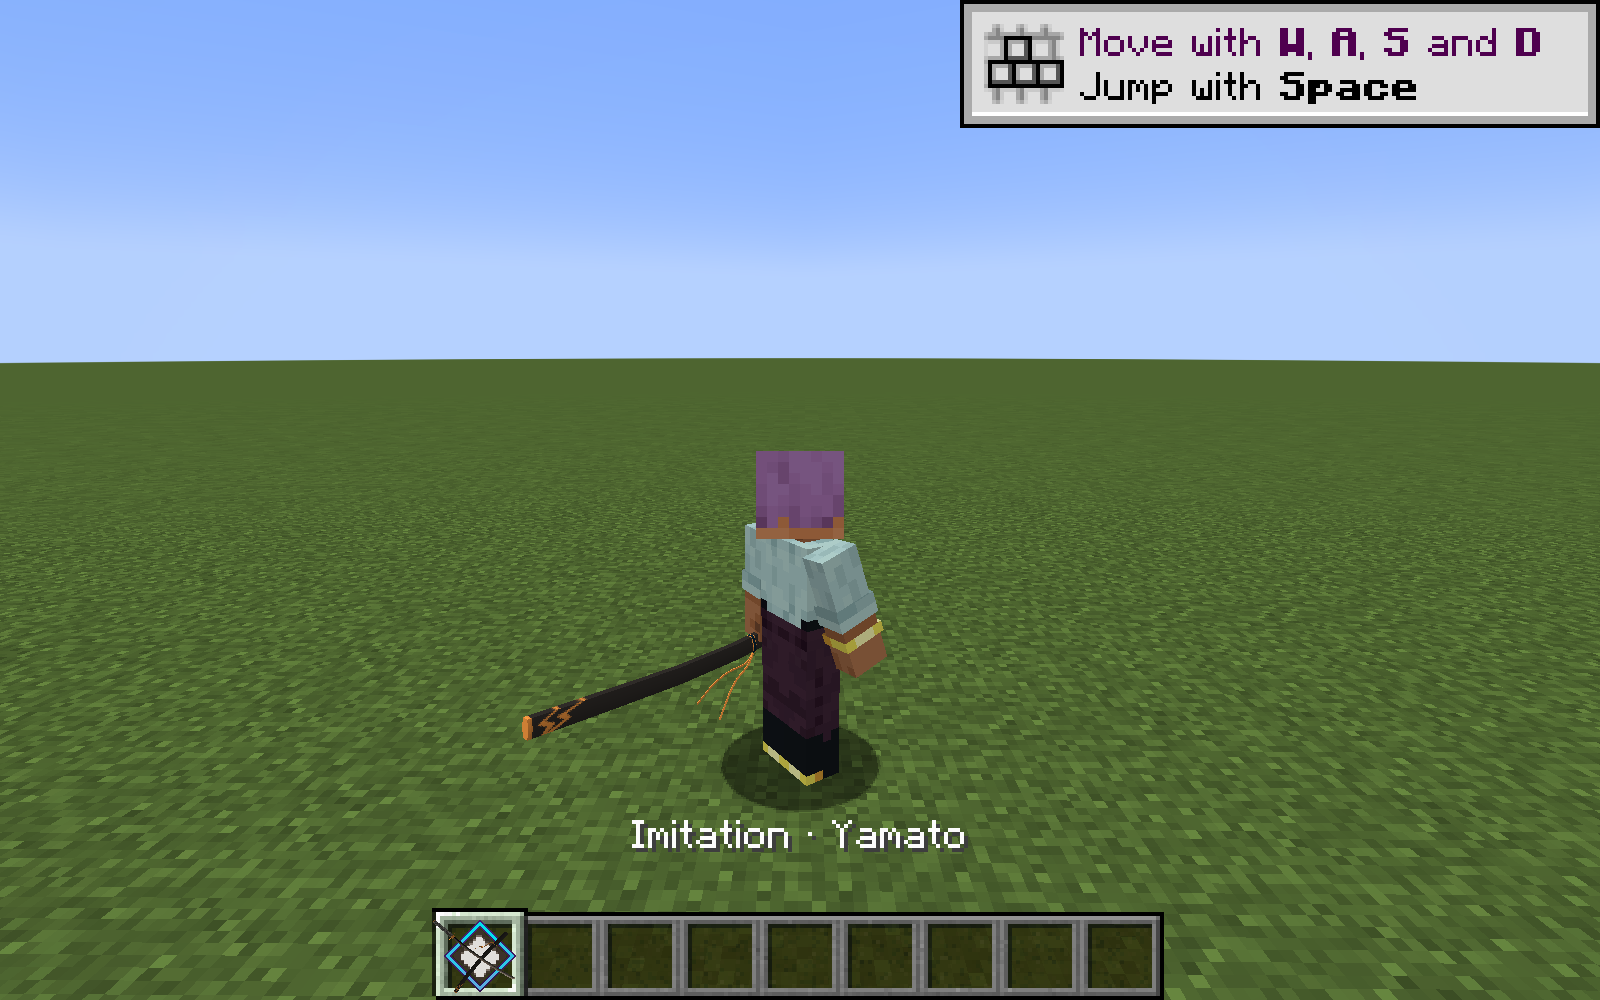 Move with W, A, S and D
Jump with Space
Imitation · Yamato